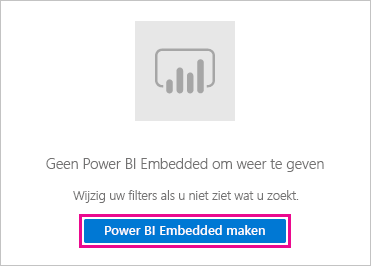 Geen Power BI Embedded om weer te geven
Wijzig uw filters als u niet ziet wat u zoekt.
Power BI Embedded maken